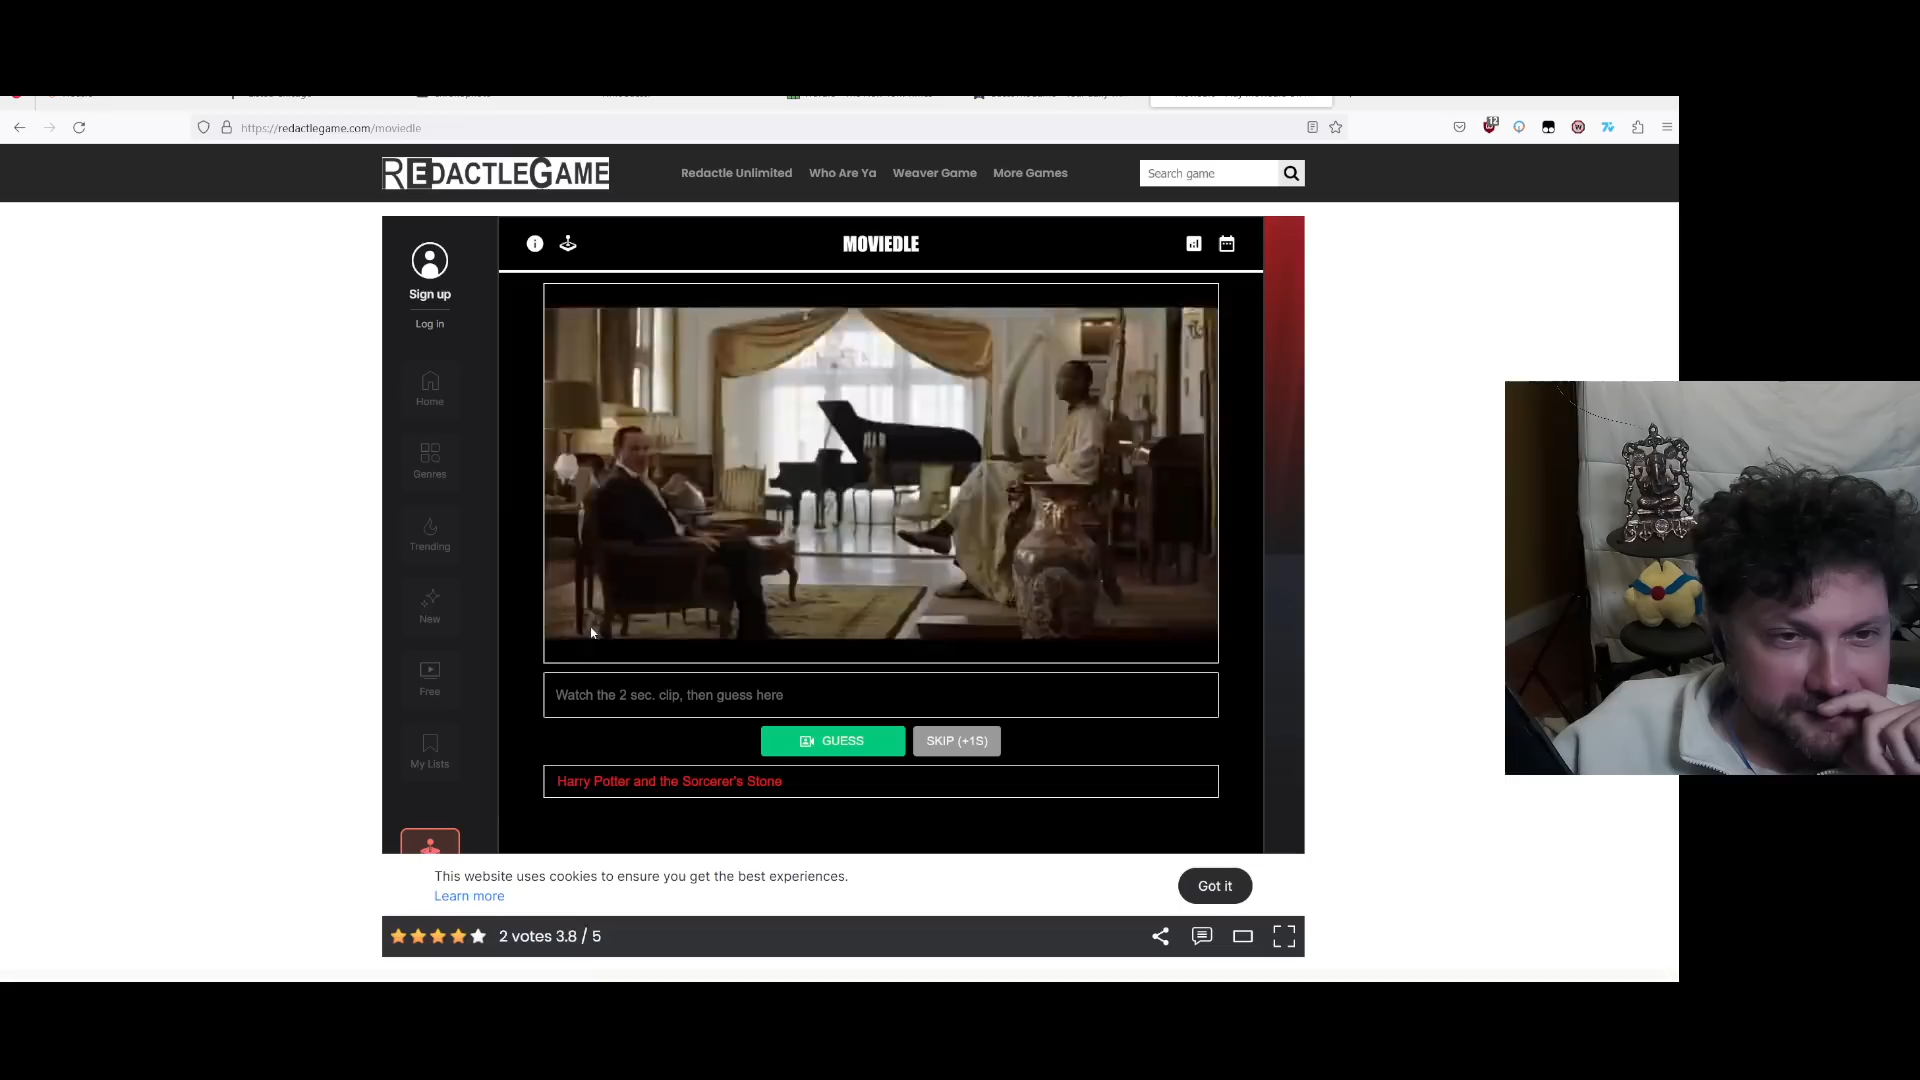 https://redactlegame.com/moviedle
12
REDACTLEGAME
Redactle Unlimited
Who Are Ya
Weaver Game
More Games
Search game
Sign up
Log in
Home
Genres
Trending
New
Free
My Lists
MOVIEDLE
Watch the 2 sec. clip, then guess here
GUESS
SKIP (+1S)
Harry Potter and the Sorcerer's Stone
This website uses cookies to ensure you get the best experiences.
Learn more
Got it
2 votes 3.8 / 5